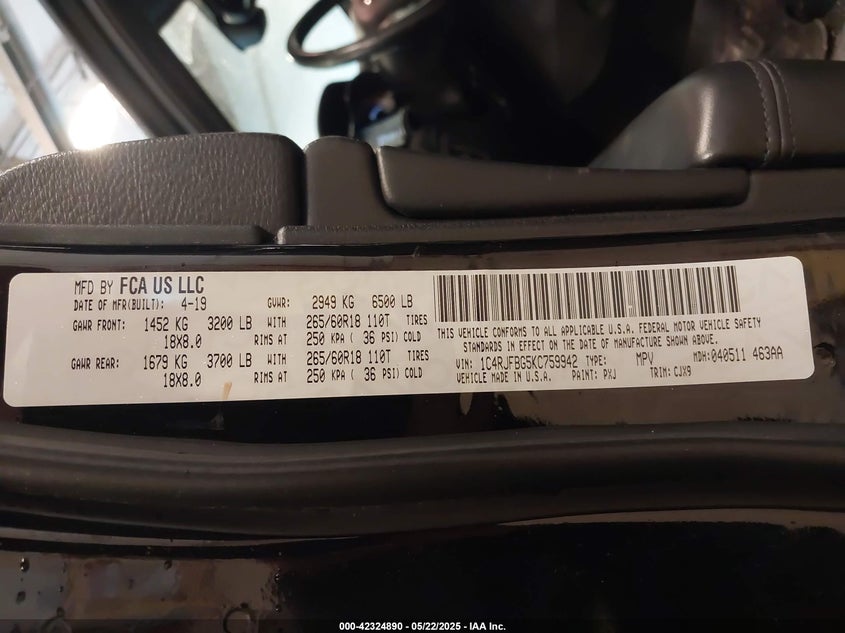 MFD BY FCA US LLC
DATE OF MFR(BUILT): 4-19 GVWR: 2949 KG 6500 LB
GAWR FRONT: 1452 KG 3200 LB WITH 265/60R18 110T TIRES
18X8.0 RIMS AT 250 KPA ( 36 PSI) COLD
GAWR REAR: 1679 KG 3700 LB WITH 265/60R18 110T TIRES
18X8.0 RIMS AT 250 KPA ( 36 PSI) COLD
THIS VEHICLE CONFORMS TO ALL APPLICABLE U.S.A. FEDERAL MOTOR VEHICLE SAFETY
STANDARDS IN EFFECT ON THE DATE OF MANUFACTURE SHOWN ABOVE.
VIN: 1C4RJFBG5KC759942 TYPE: MPV MDH: 040511 463AA
VEHICLE MADE IN U.S.A. PAINT: PXJ TRIM: CJX9
000-42324890 - 05/22/2025 - IAA Inc.